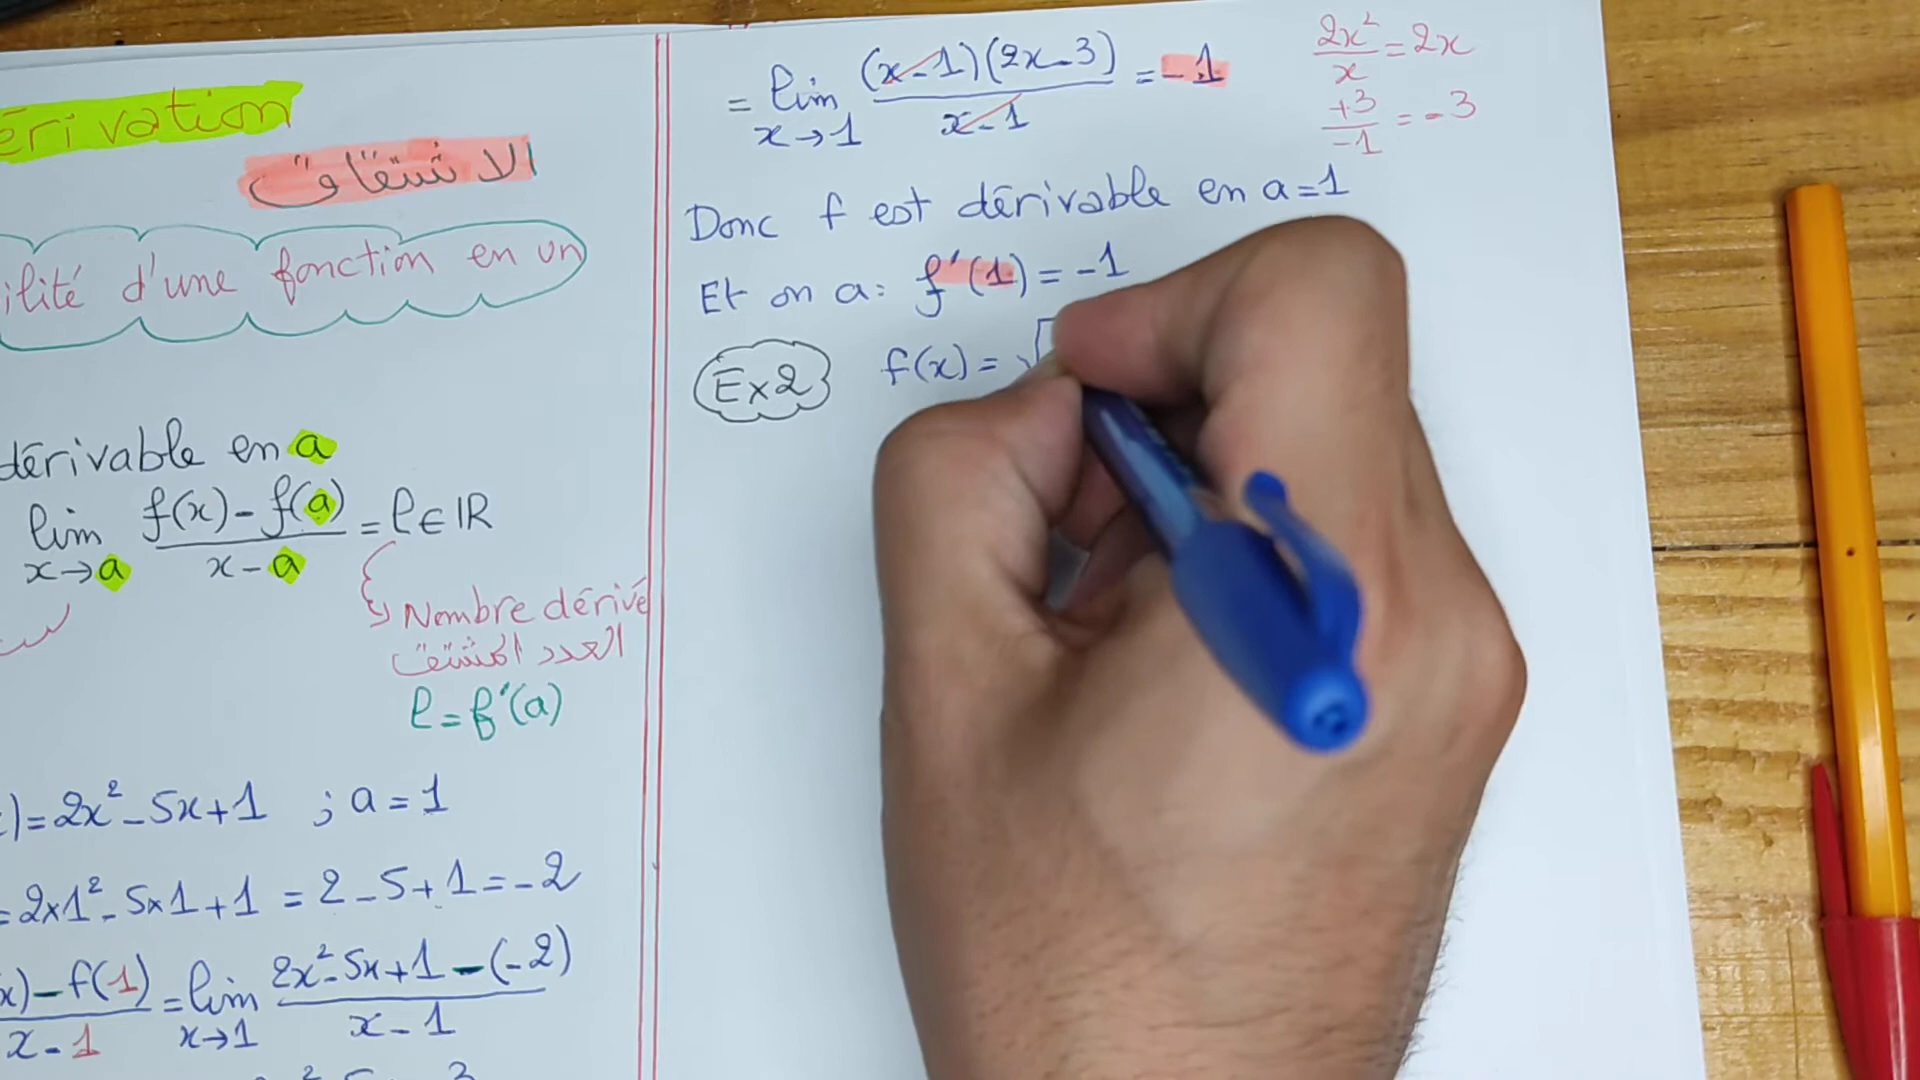 érivation
الاشتقاق
ilité d'une fonction en un
dérivable en a
lim f(x)-f(a) / x-a = l ∈ IR
x→a
Nombre dérivé
العدد المشتق
l = f'(a)
)=2x²-5x+1 ; a=1
=2x1²-5x1+1 = 2-5+1=-2
x)-f(1) / x-1 = lim 2x²-5x+1-(-2) / x-1
x→1
= lim (x-1)(2x-3) / x-1 = -1
x→1
2x² / x = 2x
+3 / -1 = -3
Donc f est dérivable en a=1
Et on a: f'(1) = -1
Ex2 f(x) = √